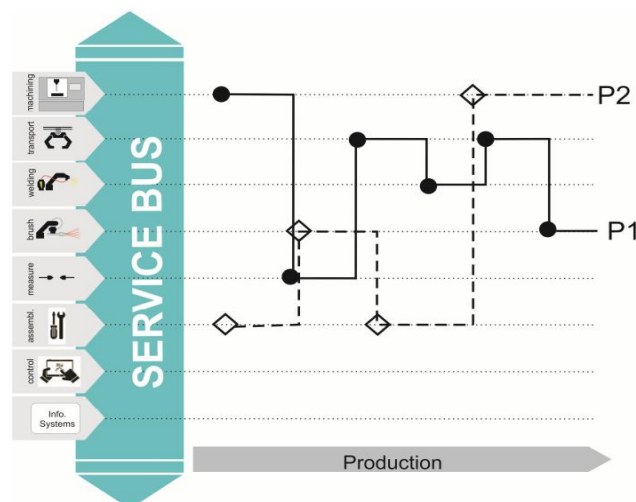 machining
transport
welding
brush
measure
assembl.
control
Info.
Systems
SERVICE BUS
P2
P1
Production